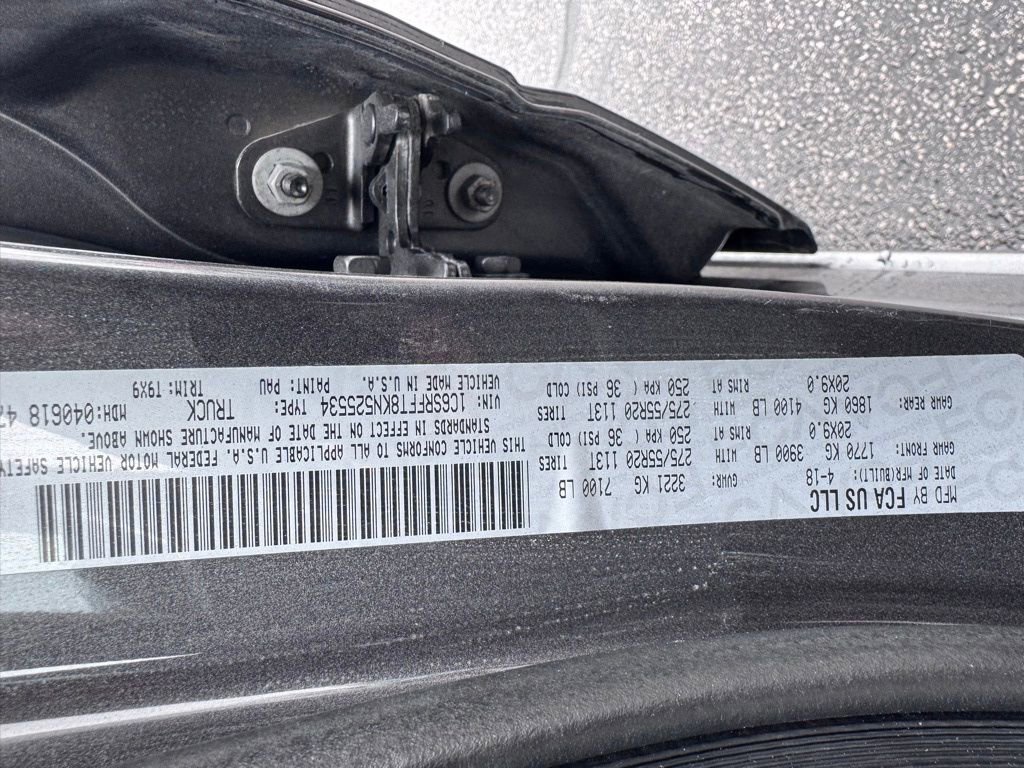 MFD BY FCA US LLC
DATE OF MFR(BUILT): 4-18 GVWR: 3221 KG 7100 LB
GAWR FRONT: 1770 KG 3900 LB WITH 275/55R20 113T TIRES
20X9.0 RIMS AT 250 KPA ( 36 PSI) COLD
GAWR REAR: 1860 KG 4100 LB WITH 275/55R20 113T TIRES
20X9.0 RIMS AT 250 KPA ( 36 PSI) COLD
THIS VEHICLE CONFORMS TO ALL APPLICABLE U.S.A. FEDERAL MOTOR VEHICLE SAFETY
STANDARDS IN EFFECT ON THE DATE OF MANUFACTURE SHOWN ABOVE.
VIN: 1C6SRFFT8KN525534 TYPE: TRUCK MDH:040618
VEHICLE MADE IN U.S.A. PAINT: PAU TRIM: T9X9